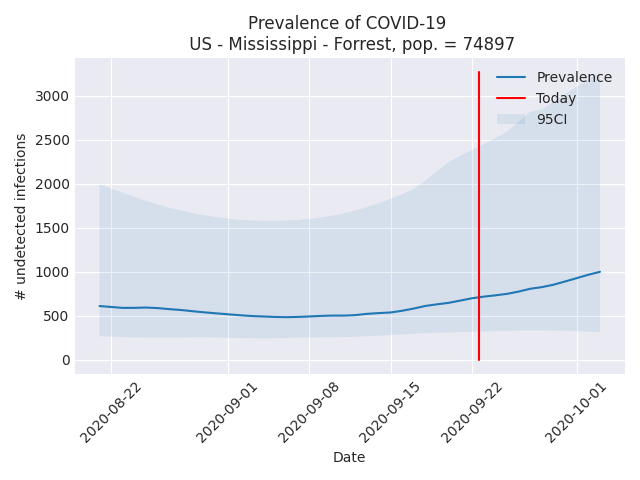 Prevalence of COVID-19
US - Mississippi - Forrest, pop. = 74897
Prevalence
Today
95CI
# undetected infections
3000
2500
2000
1500
1000
500
0
2020-08-22
2020-09-01
2020-09-08
2020-09-15
2020-09-22
2020-10-01
Date